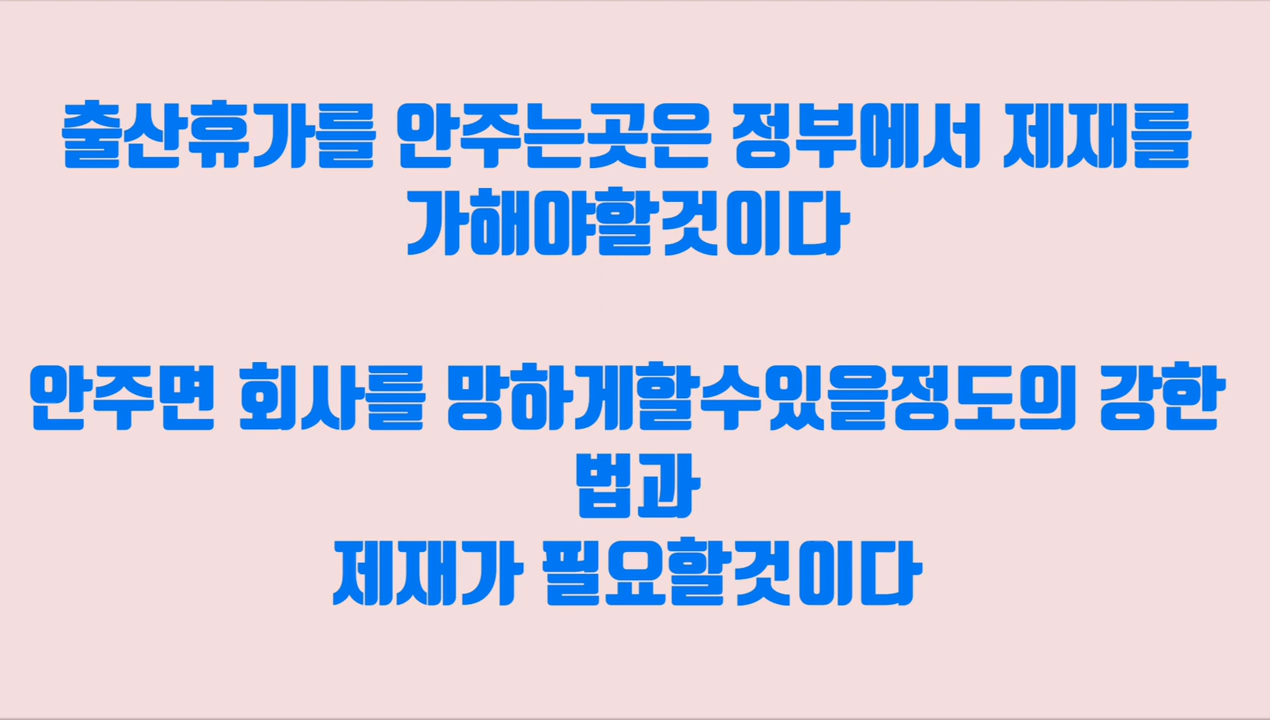 출산휴가를 안주는곳은 정부에서 제재를
가해야할것이다
안주면 회사를 망하게할수있을정도의 강한
법과
제재가 필요할것이다